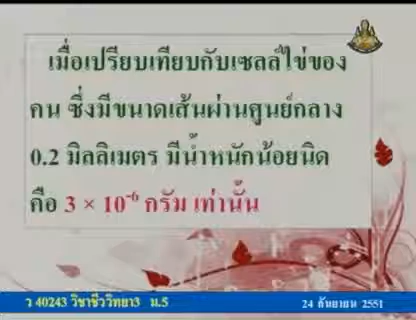 เมื่อเปรียบเทียบกับเซลล์ไข่ของ
คน ซึ่งมีขนาดเส้นผ่านศูนย์กลาง
0.2 มิลลิเมตร มีน้ำหนักน้อยนิด
คือ 3 × 10⁻⁶ กรัม เท่านั้น
ว 40243 วิชาชีววิทยา3 ม.5
24 กันยายน 2551